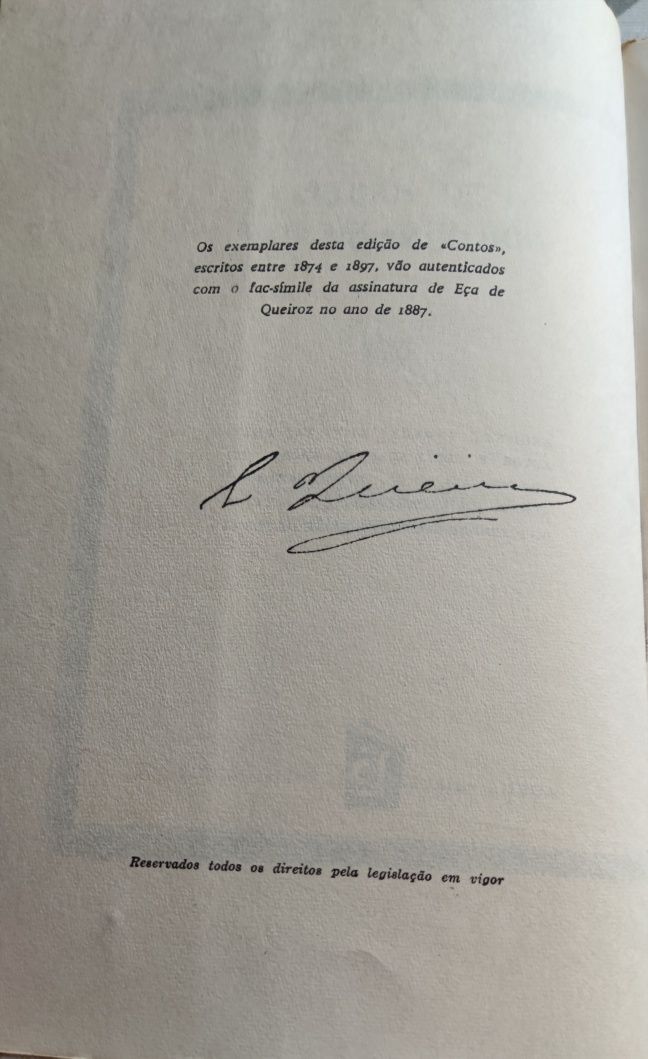 Os exemplares desta edição de «Contos»,
escritos entre 1874 e 1897, vão autenticados
com o fac-símile da assinatura de Eça de
Queiroz no ano de 1887.
Queiroz
Reservados todos os direitos pela legislação em vigor